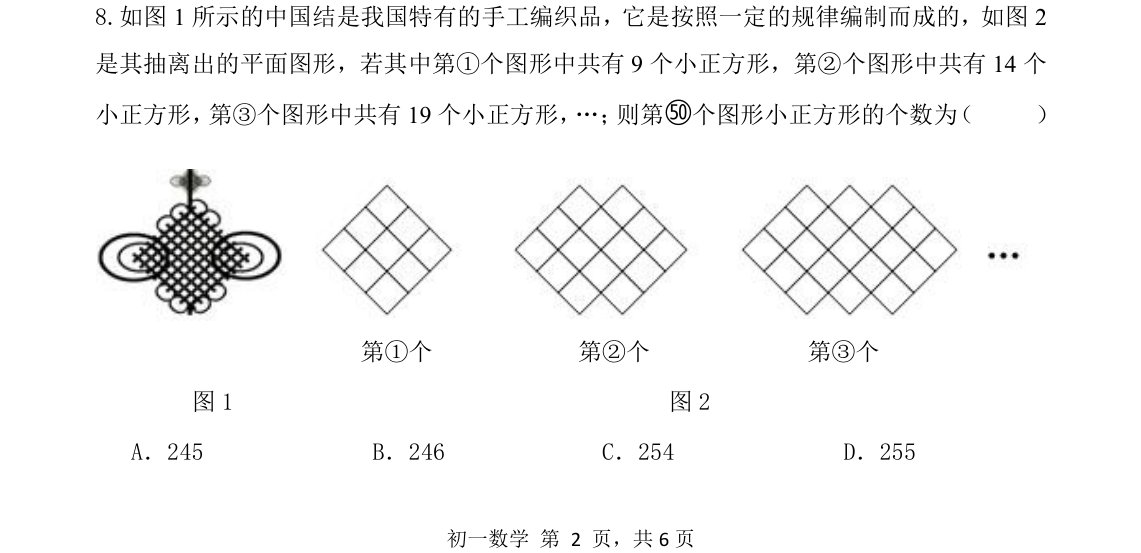 8.如图 1 所示的中国结是我国特有的手工编织品，它是按照一定的规律编制而成的，如图 2
是其抽离出的平面图形，若其中第①个图形中共有 9 个小正方形，第②个图形中共有 14 个
小正方形，第③个图形中共有 19 个小正方形，…；则第㊿个图形小正方形的个数为（　　）
…
第①个 第②个 第③个
图 1 图 2
A. 245 B. 246 C. 254 D. 255
初一数学 第 2 页，共 6 页